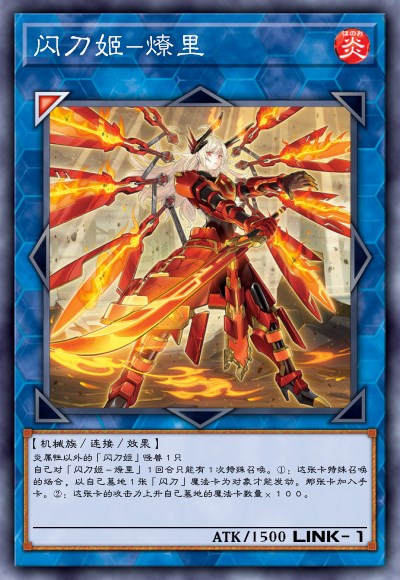 闪刀姬-燎里
ほのお
炎
【机械族／连接／效果】
炎属性以外的「闪刀姬」怪兽1只
自己对「闪刀姬-燎里」1回合只能有1次特殊召唤。①：这张卡特殊召唤
的场合，以自己墓地1张「闪刀」魔法卡为对象才能发动。那张卡加入手
卡。②：这张卡的攻击力上升自己墓地的魔法卡数量×100。
ATK/1500 LINK-1